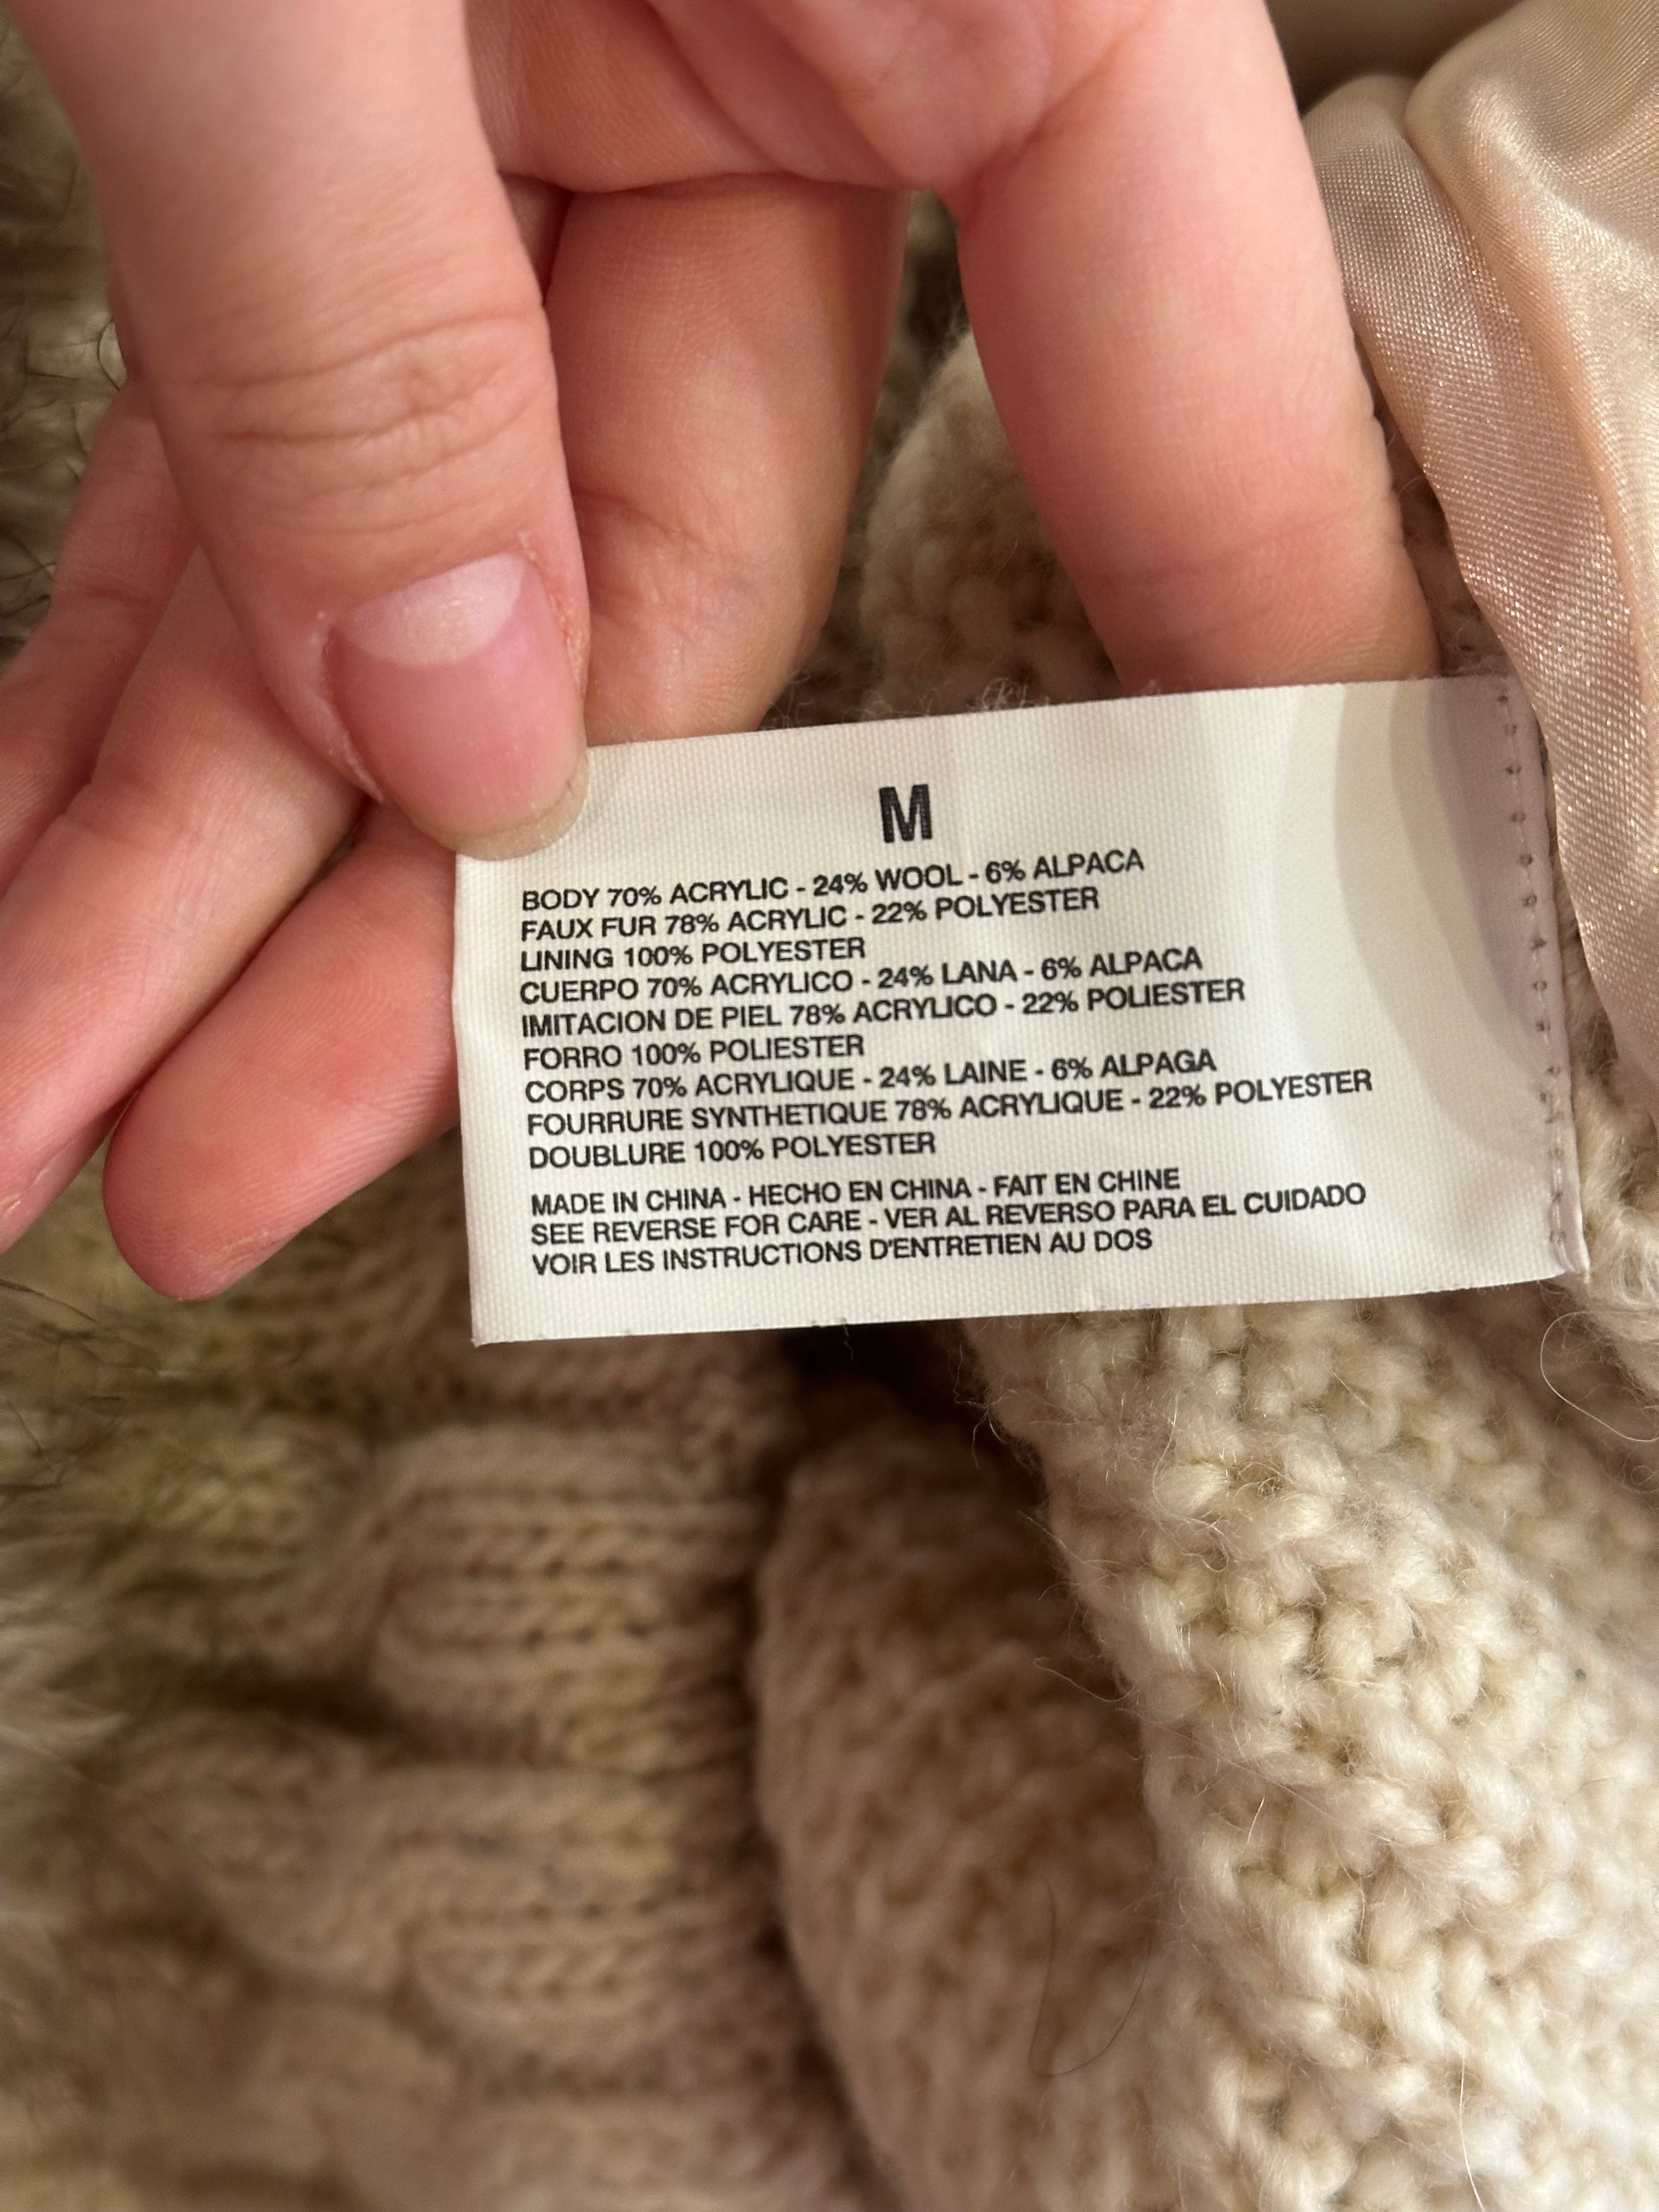 M
BODY 70% ACRYLIC - 24% WOOL - 6% ALPACA
FAUX FUR 78% ACRYLIC - 22% POLYESTER
LINING 100% POLYESTER
CUERPO 70% ACRYLICO - 24% LANA - 6% ALPACA
IMITACION DE PIEL 78% ACRYLICO - 22% POLIESTER
FORRO 100% POLIESTER
CORPS 70% ACRYLIQUE - 24% LAINE - 6% ALPAGA
FOURRURE SYNTHETIQUE 78% ACRYLIQUE - 22% POLYESTER
DOUBLURE 100% POLYESTER
MADE IN CHINA - HECHO EN CHINA - FAIT EN CHINE
SEE REVERSE FOR CARE - VER AL REVERSO PARA EL CUIDADO
VOIR LES INSTRUCTIONS D'ENTRETIEN AU DOS